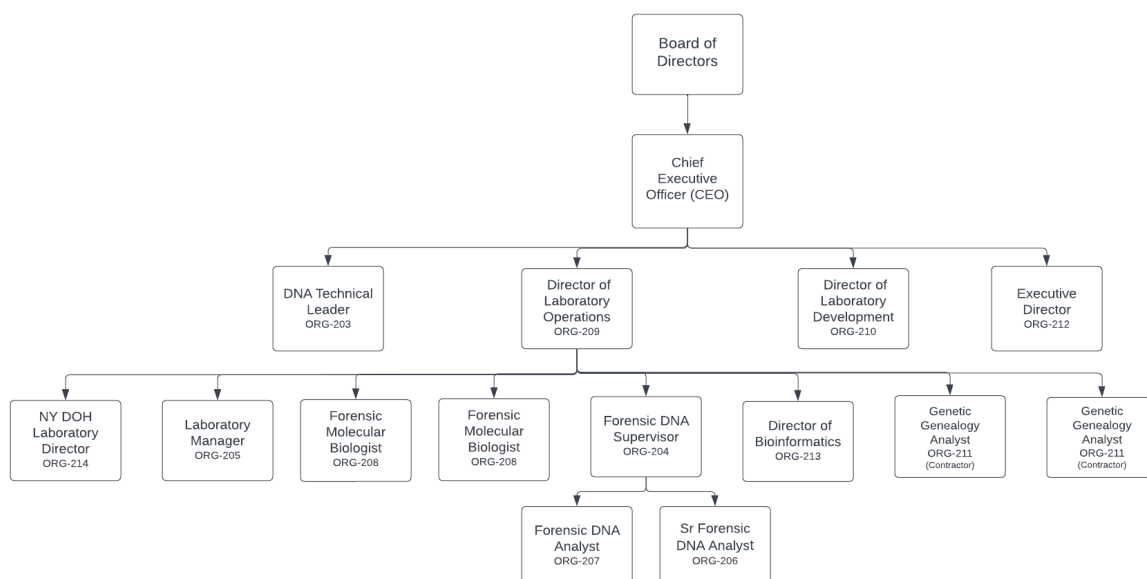 Board of
Directors
Chief
Executive
Officer (CEO)
DNA Technical
Leader
ORG-203
Director of
Laboratory
Operations
ORG-209
Director of
Laboratory
Development
ORG-210
Executive
Director
ORG-212
NY DOH
Laboratory
Director
ORG-214
Laboratory
Manager
ORG-205
Forensic
Molecular
Biologist
ORG-208
Forensic
Molecular
Biologist
ORG-208
Forensic DNA
Supervisor
ORG-204
Director of
Bioinformatics
ORG-213
Genetic
Genealogy
Analyst
ORG-211
(Contractor)
Genetic
Genealogy
Analyst
ORG-211
(Contractor)
Forensic DNA
Analyst
ORG-207
Sr Forensic
DNA Analyst
ORG-206